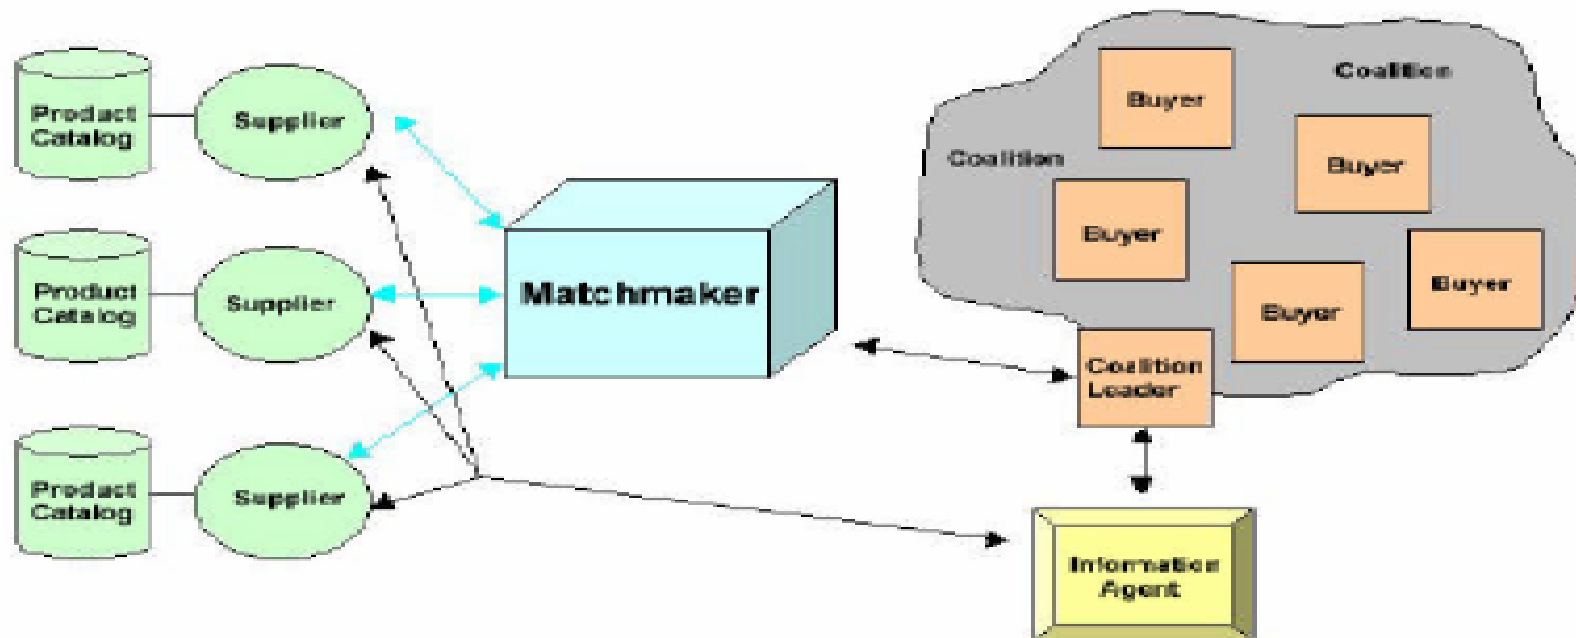 Product
Catalog
Supplier
Product
Catalog
Supplier
Product
Catalog
Supplier
Matchmaker
Coalition
Coalition
Buyer
Buyer
Buyer
Buyer
Buyer
Coalition
Leader
Information
Agent